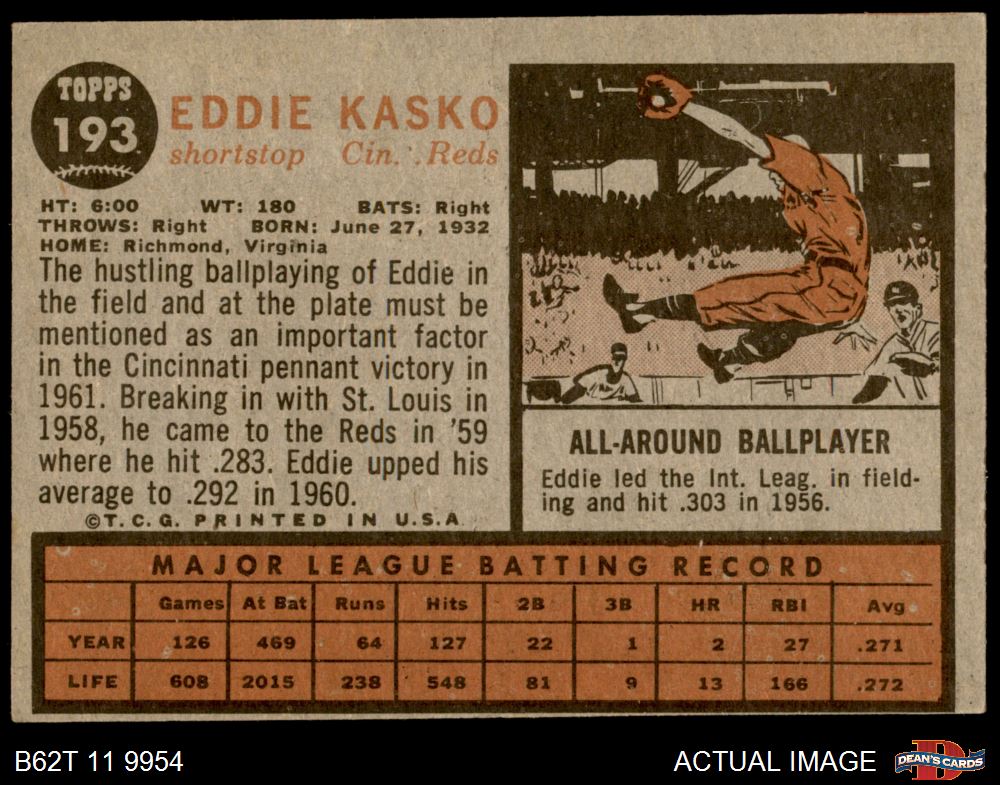 TOPPS
193
EDDIE KASKO
shortstop Cin. Reds
HT: 6:00 WT: 180 BATS: Right
THROWS: Right BORN: June 27, 1932
HOME: Richmond, Virginia
The hustling ballplaying of Eddie in
the field and at the plate must be
mentioned as an important factor
in the Cincinnati pennant victory in
1961. Breaking in with St. Louis in
1958, he came to the Reds in '59
where he hit .283. Eddie upped his
average to .292 in 1960.
©T.C.G. PRINTED IN U.S.A
ALL-AROUND BALLPLAYER
Eddie led the Int. Leag. in field-
ing and hit .303 in 1956.
MAJOR LEAGUE BATTING RECORD
Games At Bat Runs Hits 2B 3B HR RBI Avg.
YEAR 126 469 64 127 22 1 2 27 .271
LIFE 608 2015 238 548 81 9 13 166 .272
B62T 11 9954
ACTUAL IMAGE
DEAN'S CARDS